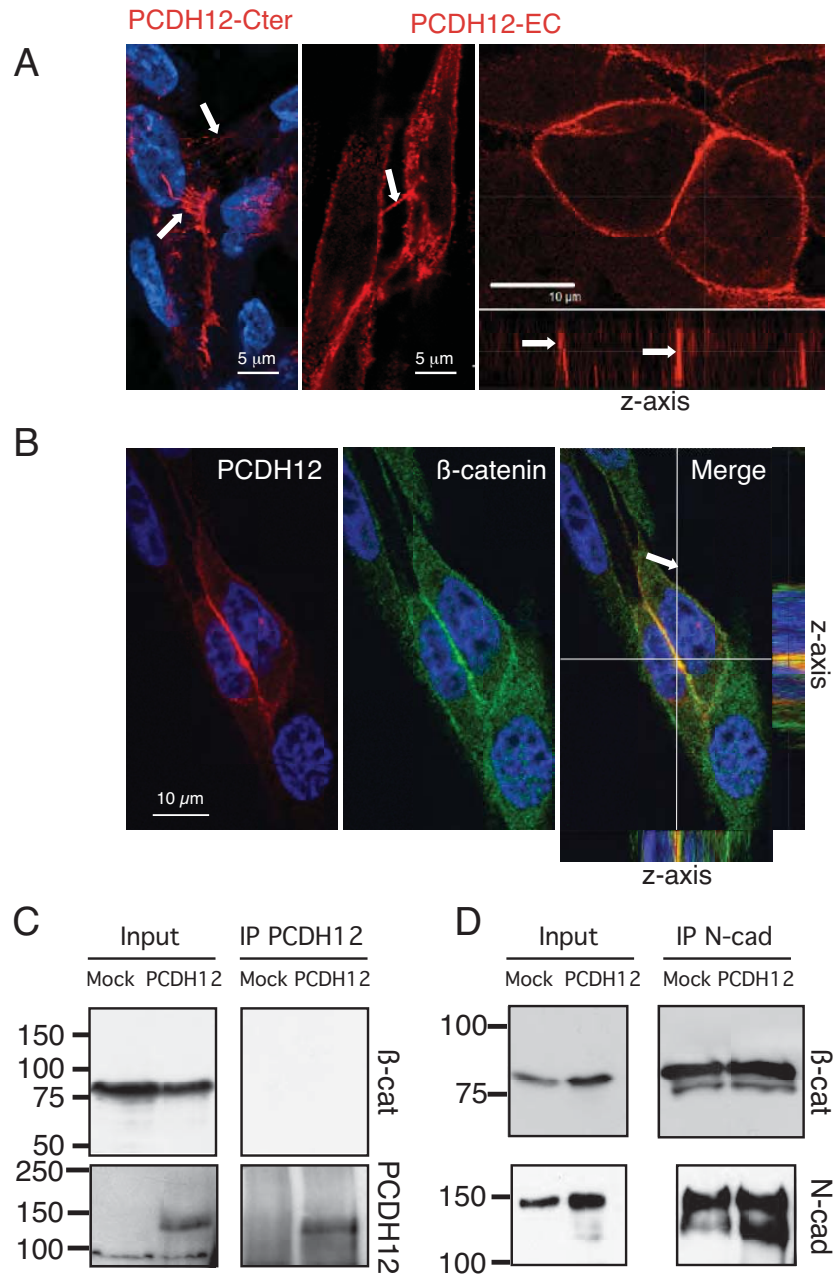 PCDH12-Cter PCDH12-EC
A
5 µm
5 µm
10 µm
z-axis
B
PCDH12 ß-catenin Merge
10 µm
z-axis
z-axis
C
Input IP PCDH12
Mock PCDH12 Mock PCDH12
150
100
75
50
ß-cat
250
150
100
PCDH12
D
Input IP N-cad
Mock PCDH12 Mock PCDH12
100
75
ß-cat
150
100
N-cad